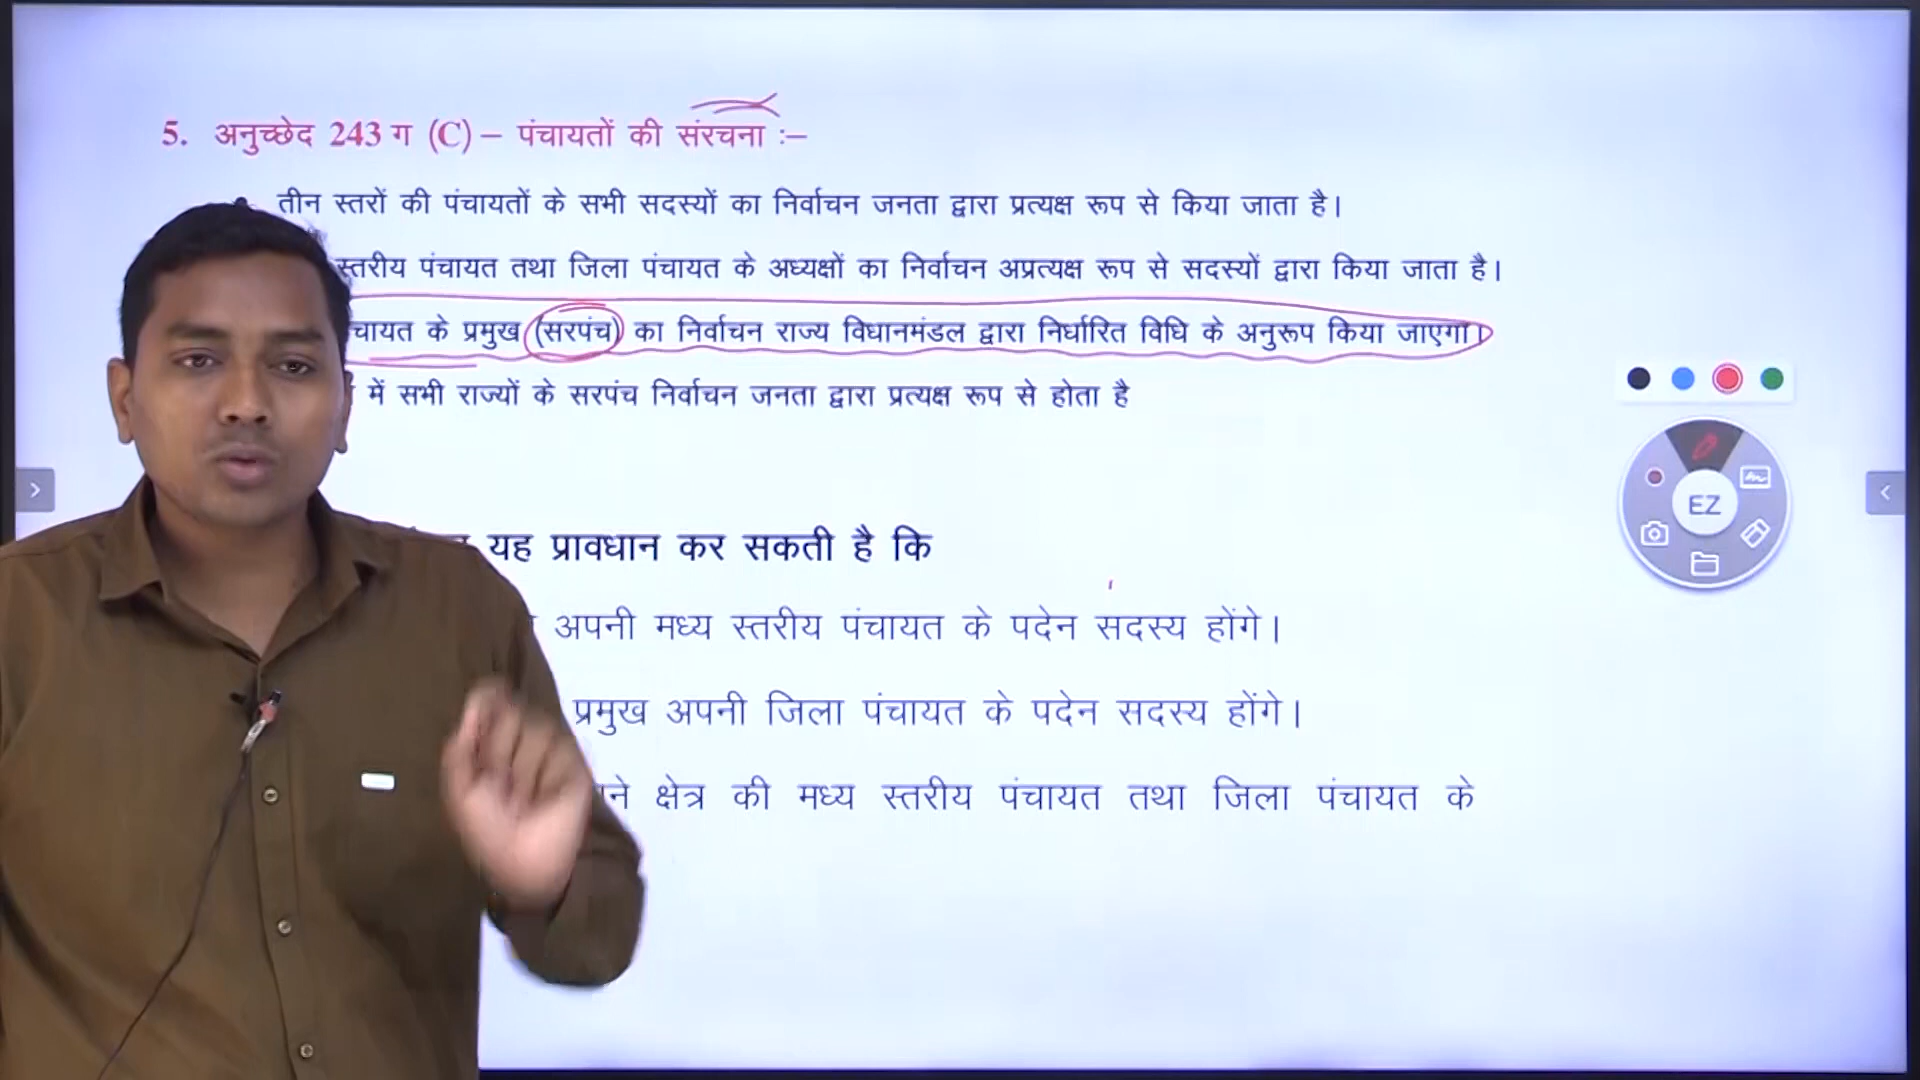 5. अनुच्छेद 243 ग (C) – पंचायतों की संरचना :–
तीन स्तरों की पंचायतों के सभी सदस्यों का निर्वाचन जनता द्वारा प्रत्यक्ष रूप से किया जाता है।
स्तरीय पंचायत तथा जिला पंचायत के अध्यक्षों का निर्वाचन अप्रत्यक्ष रूप से सदस्यों द्वारा किया जाता है।
के प्रमुख (सरपंच) का निर्वाचन राज्य विधानमंडल द्वारा निर्धारित विधि के अनुरूप किया जाएगा।
में सभी राज्यों के सरपंच निर्वाचन जनता द्वारा प्रत्यक्ष रूप से होता है
यह प्रावधान कर सकती है कि
अपनी मध्य स्तरीय पंचायत के पदेन सदस्य होंगे।
प्रमुख अपनी जिला पंचायत के पदेन सदस्य होंगे।
क्षेत्र की मध्य स्तरीय पंचायत तथा जिला पंचायत के
EZ